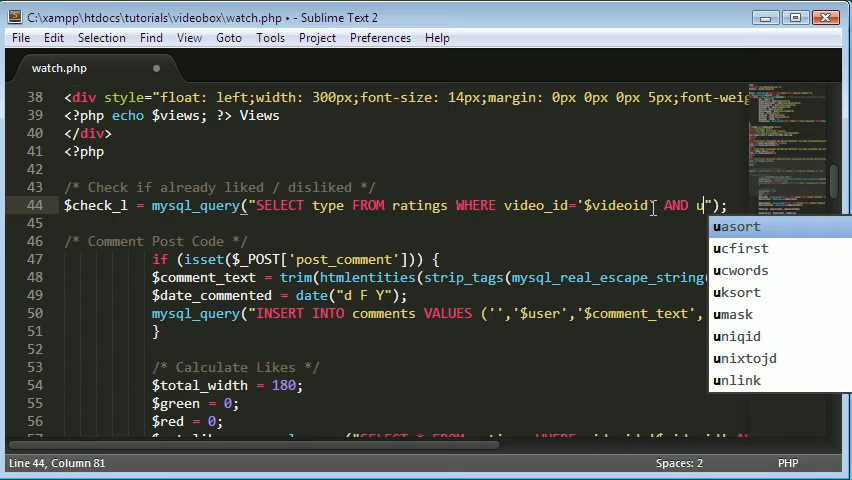 C:\xampp\htdocs\tutorials\videobox\watch.php • - Sublime Text 2
File Edit Selection Find View Goto Tools Project Preferences Help
watch.php
38 <div style="float: left;width: 300px;font-size: 14px;margin: 0px 0px 0px 5px;font-weig
39 <?php echo $views; ?> Views
40 </div>
41 <?php
42
43 /* Check if already liked / disliked */
44 $check_l = mysql_query("SELECT type FROM ratings WHERE video_id='$videoid' AND u");
45
46 /* Comment Post Code */
47 if (isset($_POST['post_comment'])) {
48 $comment_text = trim(htmlentities(strip_tags(mysql_real_escape_string(
49 $date_commented = date("d F Y");
50 mysql_query("INSERT INTO comments VALUES ('','$user','$comment_text',
51 }
52
53 /* Calculate Likes */
54 $total_width = 180;
55 $green = 0;
56 $red = 0;
uasort
ucfirst
ucwords
uksort
umask
uniqid
unixtojd
unlink
Line 44, Column 81 Spaces: 2 PHP